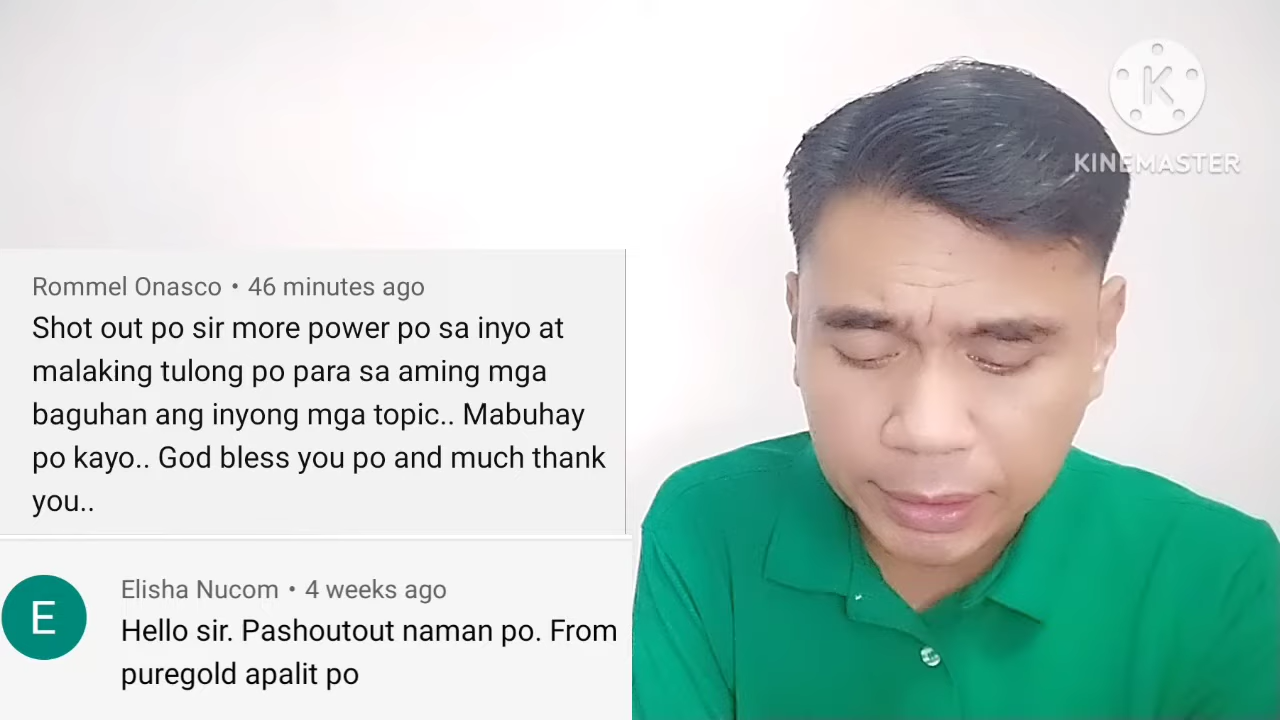 K
KINEMASTER
Rommel Onasco • 46 minutes ago
Shot out po sir more power po sa inyo at
malaking tulong po para sa aming mga
baguhan ang inyong mga topic.. Mabuhay
po kayo.. God bless you po and much thank
you..
E
Elisha Nucom • 4 weeks ago
Hello sir. Pashoutout naman po. From
puregold apalit po